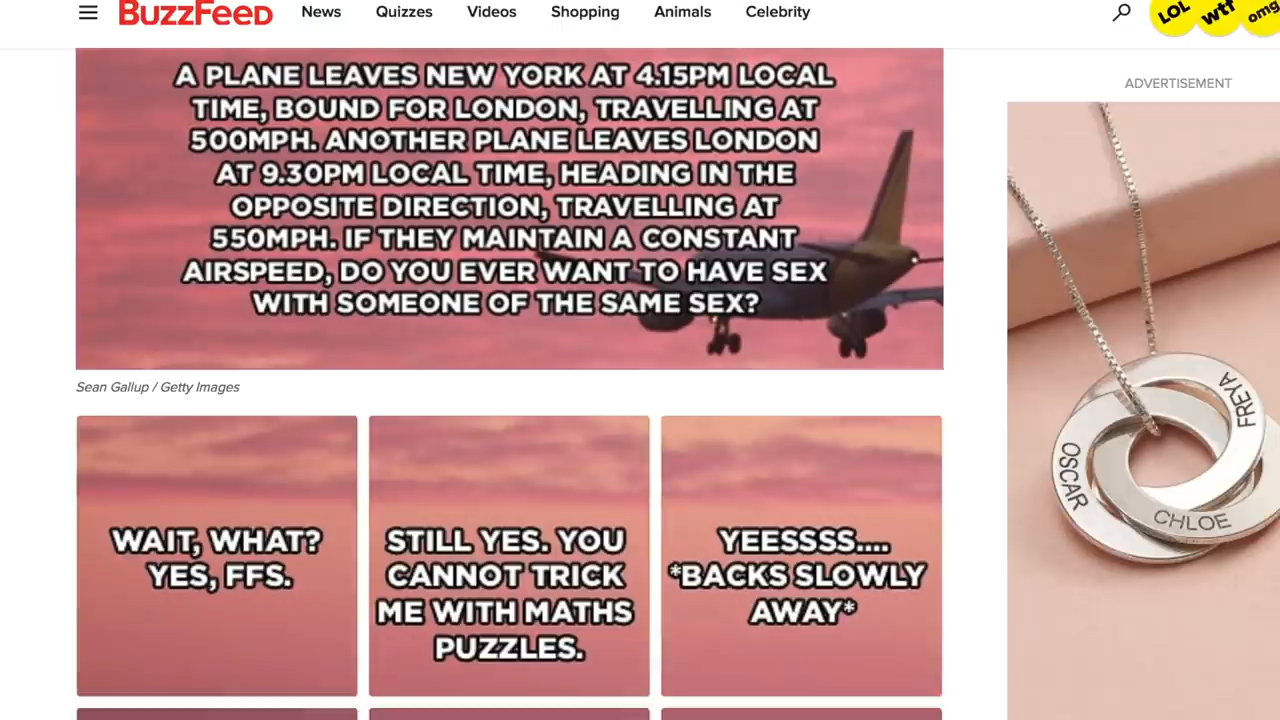 BuzzFeed
News Quizzes Videos Shopping Animals Celebrity
LOL wtf omg
A PLANE LEAVES NEW YORK AT 4.15PM LOCAL
TIME, BOUND FOR LONDON, TRAVELLING AT
500MPH. ANOTHER PLANE LEAVES LONDON
AT 9.30PM LOCAL TIME, HEADING IN THE
OPPOSITE DIRECTION, TRAVELLING AT
550MPH. IF THEY MAINTAIN A CONSTANT
AIRSPEED, DO YOU EVER WANT TO HAVE SEX
WITH SOMEONE OF THE SAME SEX?
Sean Gallup / Getty Images
WAIT, WHAT?
YES, FFS.
STILL YES. YOU
CANNOT TRICK
ME WITH MATHS
PUZZLES.
YEESSSS....
*BACKS SLOWLY
AWAY*
ADVERTISEMENT
FREYA
OSCAR
CHLOE